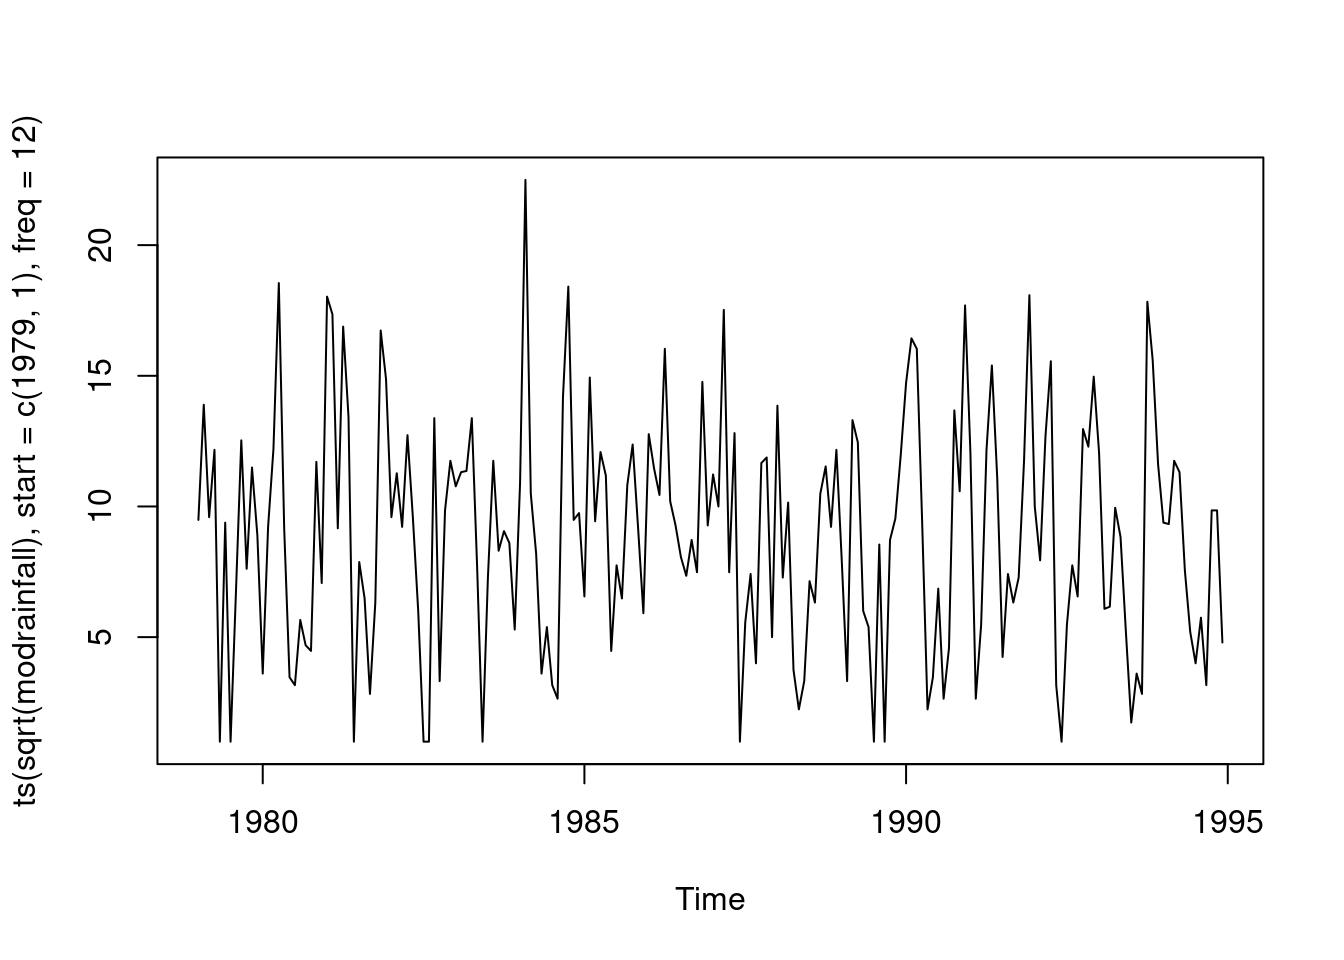 ts(sqrt(modrainfall), start = c(1979, 1), freq = 12)
20
15
10
5
1980 1985 1990 1995
Time